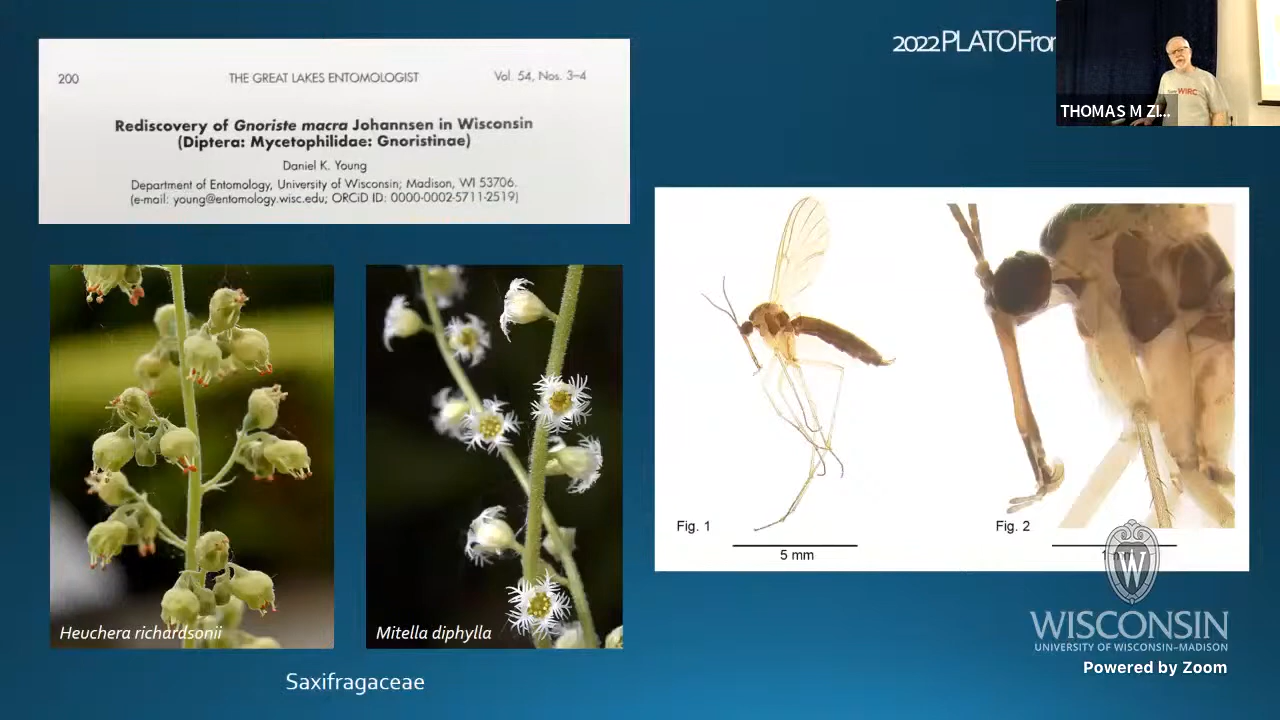 2022 PLATO Fron
THOMAS M ZI...
200 THE GREAT LAKES ENTOMOLOGIST Vol. 54, Nos. 3–4
Rediscovery of Gnoriste macra Johannsen in Wisconsin
(Diptera: Mycetophilidae: Gnoristinae)
Daniel K. Young
Department of Entomology, University of Wisconsin; Madison, WI 53706.
(e-mail: young@entomology.wisc.edu; ORCiD ID: 0000-0002-5711-2519)
Fig. 1
5 mm
Fig. 2
Heuchera richardsonii
Mitella diphylla
Saxifragaceae
W
WISCONSIN
UNIVERSITY OF WISCONSIN–MADISON
Powered by Zoom